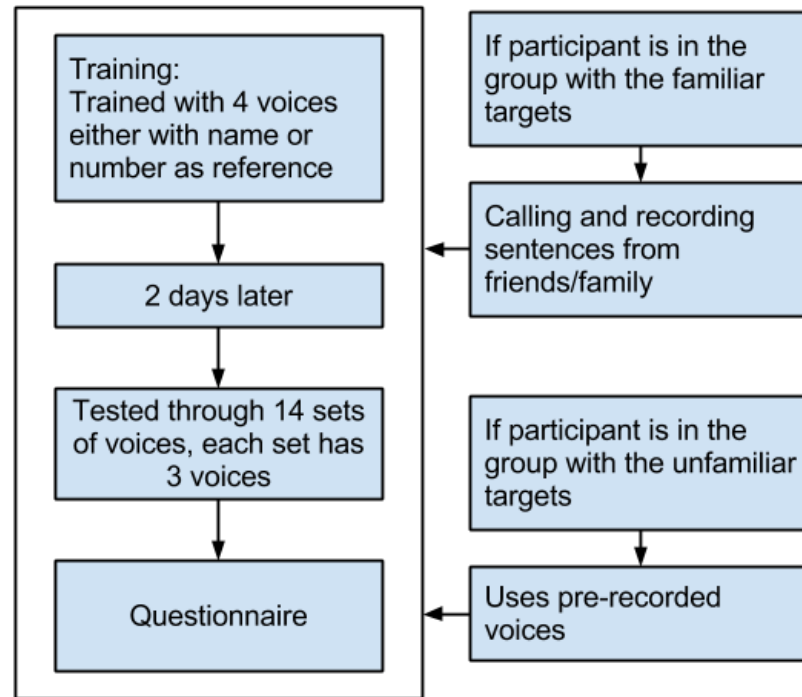 Training:
Trained with 4 voices
either with name or
number as reference
2 days later
Tested through 14 sets
of voices, each set has
3 voices
Questionnaire
If participant is in the
group with the familiar
targets
Calling and recording
sentences from
friends/family
If participant is in the
group with the unfamiliar
targets
Uses pre-recorded
voices